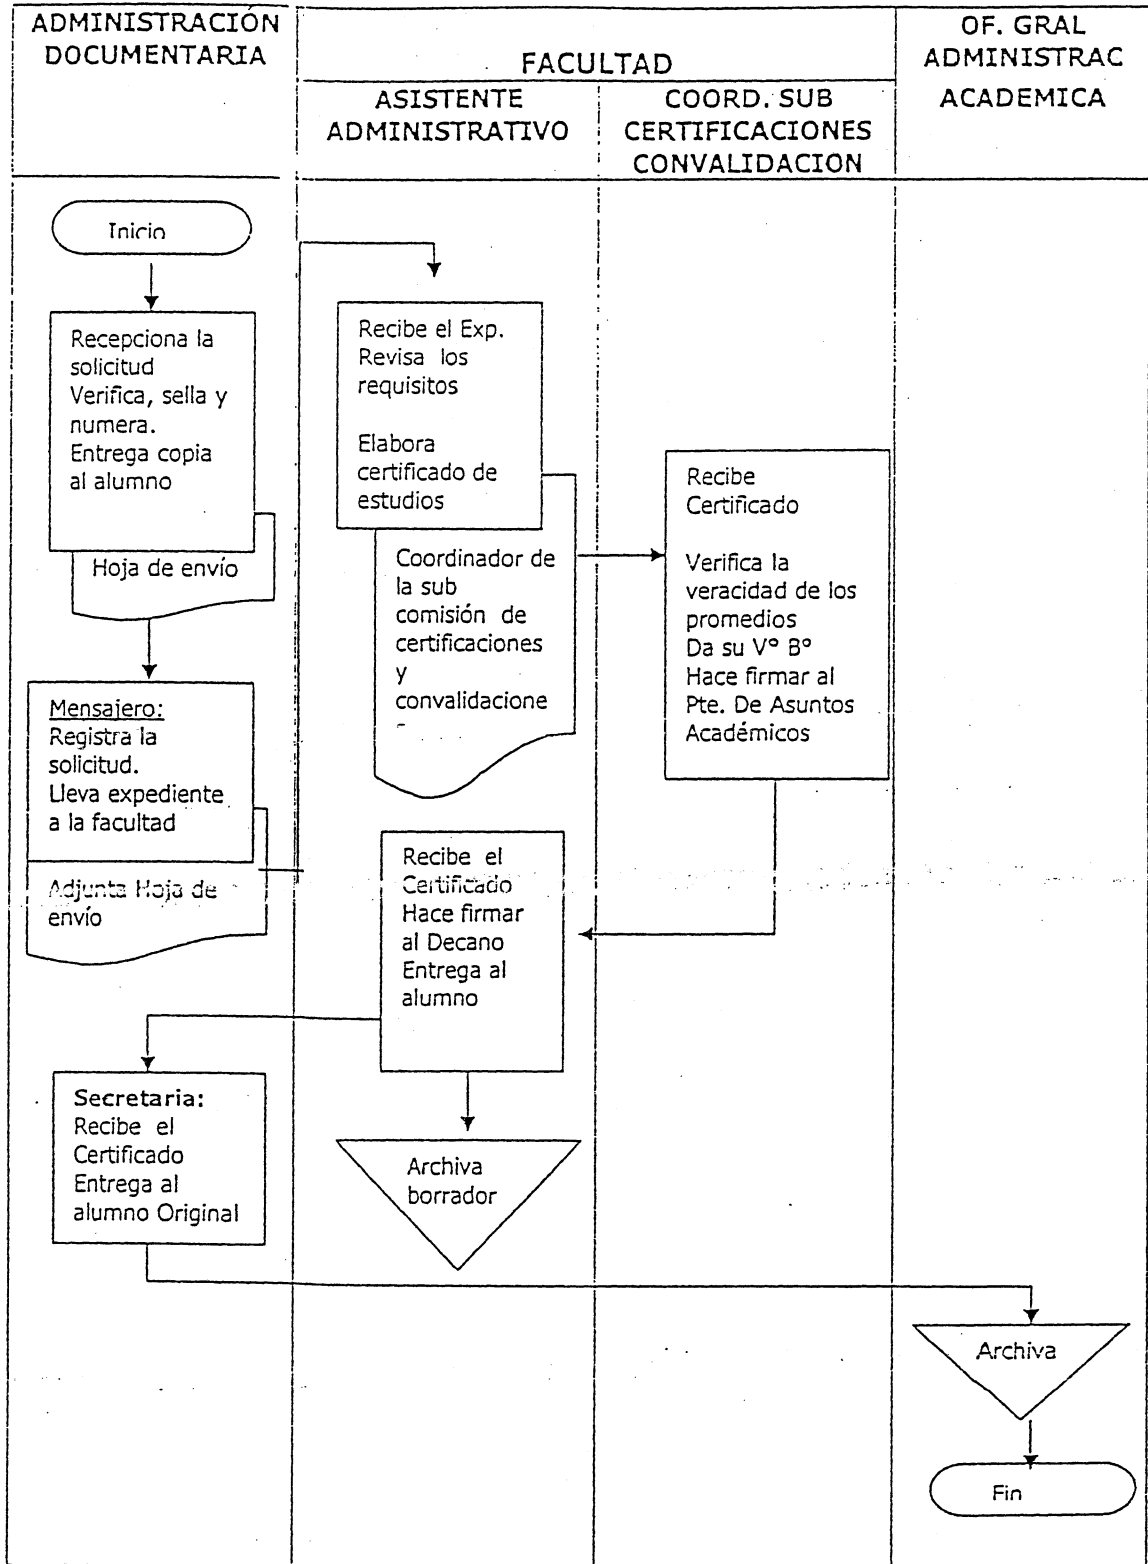 ADMINISTRACIÓN
DOCUMENTARIA
FACULTAD
OF. GRAL
ADMINISTRAC
ACADEMICA
ASISTENTE
ADMINISTRATIVO
COORD. SUB
CERTIFICACIONES
CONVALIDACION
Inicio
Recepciona la
solicitud
Verifica, sella y
numera.
Entrega copia
al alumno
Hoja de envío
Mensajero:
Registra la
solicitud.
Lleva expediente
a la facultad
Adjunta Hoja de
envío
Recibe el Exp.
Revisa los
requisitos
Elabora
certificado de
estudios
Coordinador de
la sub
comisión de
certificaciones
y
convalidacione
Recibe
Certificado
Verifica la
veracidad de los
promedios
Da su Vº Bº
Hace firmar al
Pte. De Asuntos
Académicos
Recibe el
Certificado
Hace firmar
al Decano
Entrega al
alumno
Secretaria:
Recibe el
Certificado
Entrega al
alumno Original
Archiva
borrador
Archiva
Fin